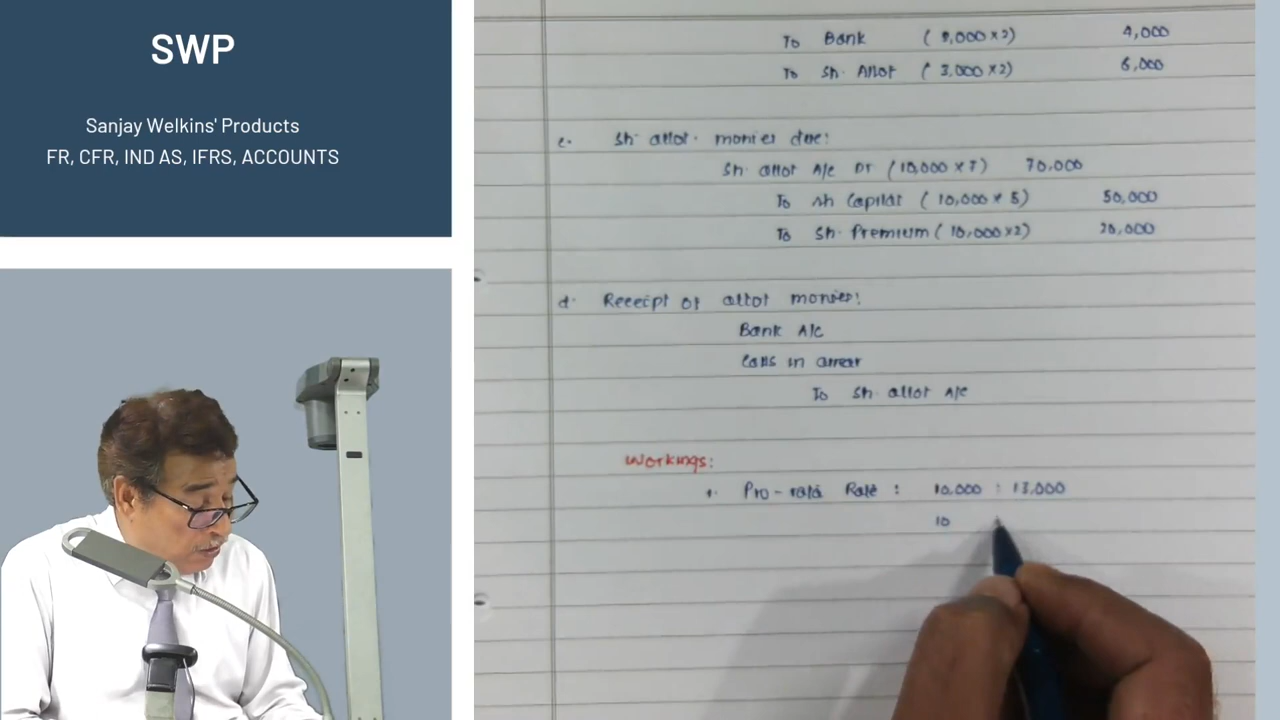 SWP
Sanjay Welkins' Products
FR, CFR, IND AS, IFRS, ACCOUNTS
To Bank ( 2,000 x 2) 4,000
To Sh. Allot ( 3,000 x 2) 6,000
c. Sh. allot. monies due:
Sh. allot A/c Dr (10,000 x 7) 70,000
To sh Capital ( 10,000 x 5) 50,000
To Sh. Premium ( 10,000 x 2) 20,000
d. Receipt of allot monies:
Bank A/c
Calls in arrear
To Sh. allot A/c
Workings:
1. Pro-rata Rate : 10,000 : 13,000
10